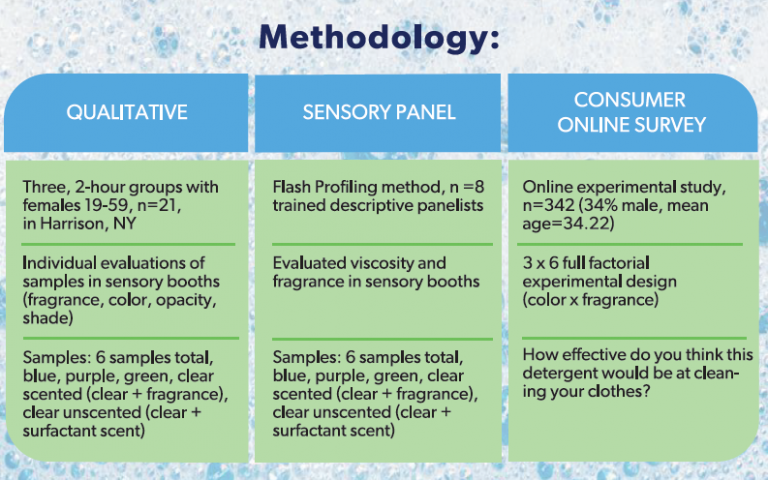 Methodology:
QUALITATIVE
Three, 2-hour groups with
females 19-59, n=21,
in Harrison, NY
Individual evaluations of
samples in sensory booths
(fragrance, color, opacity,
shade)
Samples: 6 samples total,
blue, purple, green, clear
scented (clear + fragrance),
clear unscented (clear +
surfactant scent)
SENSORY PANEL
Flash Profiling method, n =8
trained descriptive panelists
Evaluated viscosity and
fragrance in sensory booths
Samples: 6 samples total,
blue, purple, green, clear
scented (clear + fragrance),
clear unscented (clear +
surfactant scent)
CONSUMER
ONLINE SURVEY
Online experimental study,
n=342 (34% male, mean
age=34.22)
3 x 6 full factorial
experimental design
(color x fragrance)
How effective do you think this
detergent would be at clean-
ing your clothes?